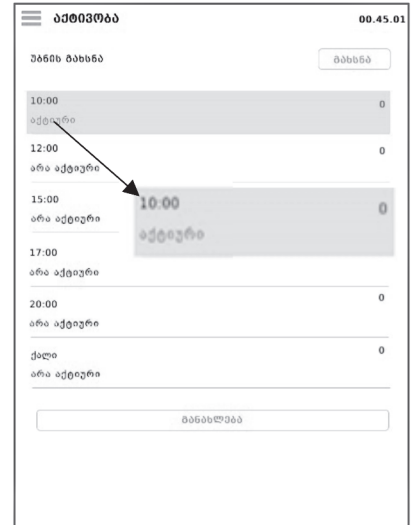 აქტივობა 00.45.01
უბნის გახსნა გახსნა
10:00 0
აქტიური
12:00 0
არა აქტიური
15:00
არა აქტიური
10:00 0
აქტიური
17:00
არა აქტიური
20:00 0
არა აქტიური
ქალი 0
არა აქტიური
განახლება